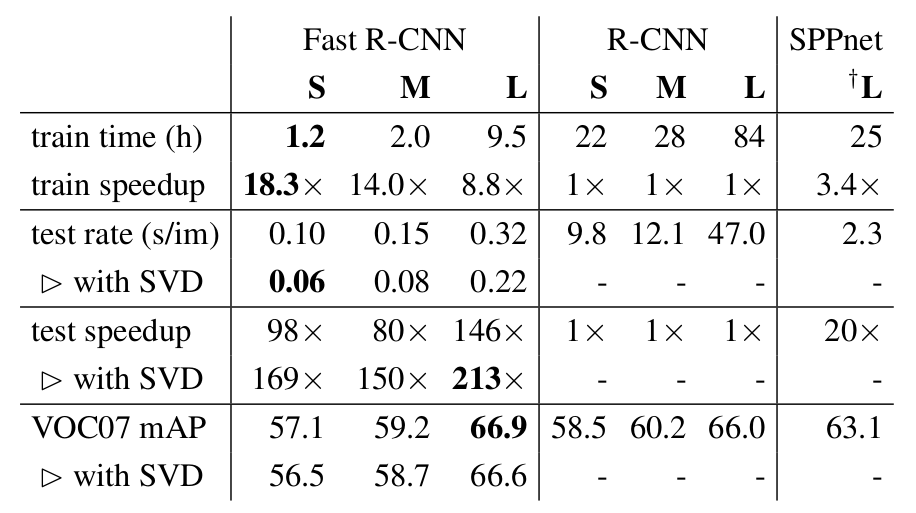 Fast R-CNN R-CNN SPPnet
S M L S M L †L
train time (h) 1.2 2.0 9.5 22 28 84 25
train speedup 18.3× 14.0× 8.8× 1× 1× 1× 3.4×
test rate (s/im) 0.10 0.15 0.32 9.8 12.1 47.0 2.3
▷ with SVD 0.06 0.08 0.22 - - - -
test speedup 98× 80× 146× 1× 1× 1× 20×
▷ with SVD 169× 150× 213× - - - -
VOC07 mAP 57.1 59.2 66.9 58.5 60.2 66.0 63.1
▷ with SVD 56.5 58.7 66.6 - - - -